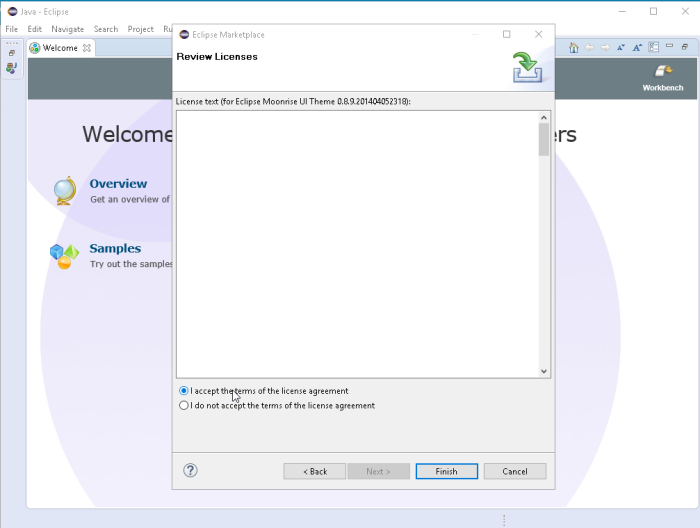 Java - Eclipse
File Edit Navigate Search Project
Welcome
Eclipse Marketplace
Review Licenses
Workbench
License text (for Eclipse Moonrise UI Theme 0.8.9.201404052318):
Welcome
Overview
Get an overview of
Samples
Try out the samples
I accept the terms of the license agreement
I do not accept the terms of the license agreement
? < Back Next > Finish Cancel